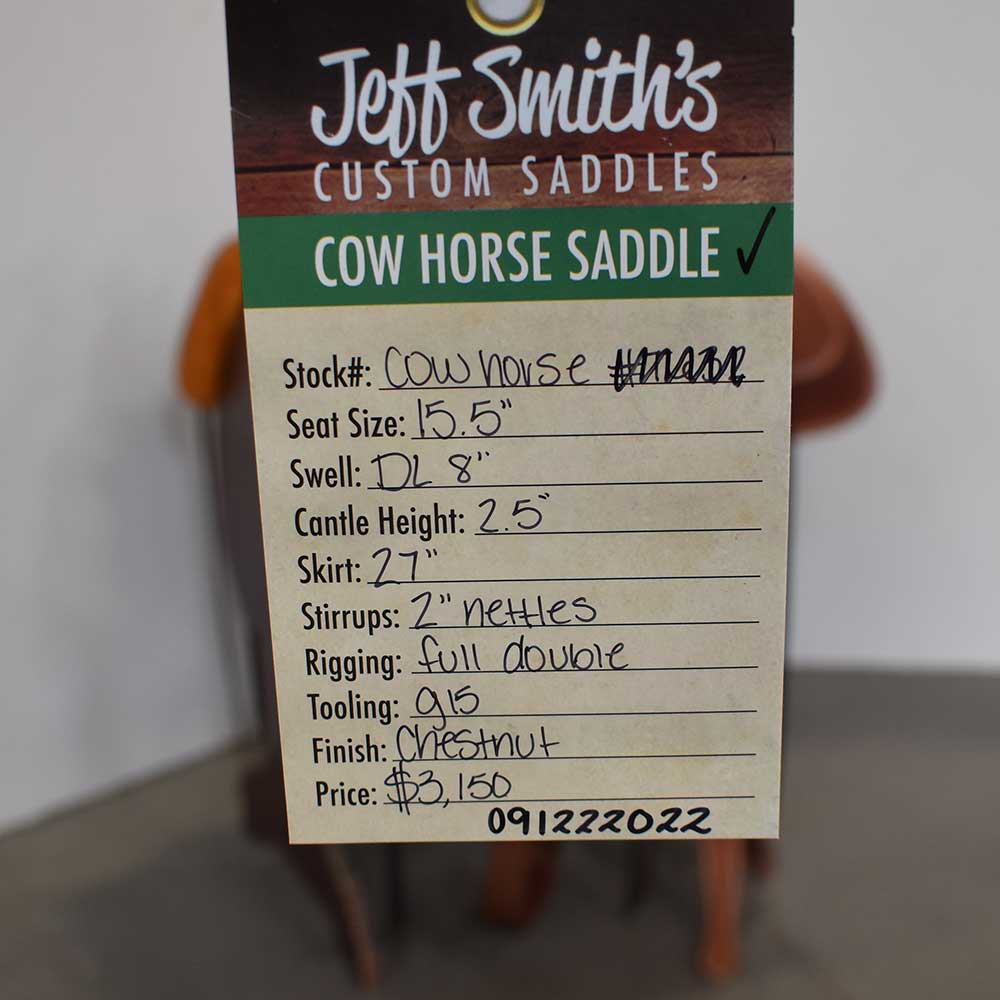 Jeff Smith's
CUSTOM SADDLES
COW HORSE SADDLE ✓
Stock#: COW horse
Seat Size: 15.5"
Swell: DL 8"
Cantle Height: 2.5"
Skirt: 27"
Stirrups: 2" nettles
Rigging: full double
Tooling: g15
Finish: Chestnut
Price: $3,150
091222022